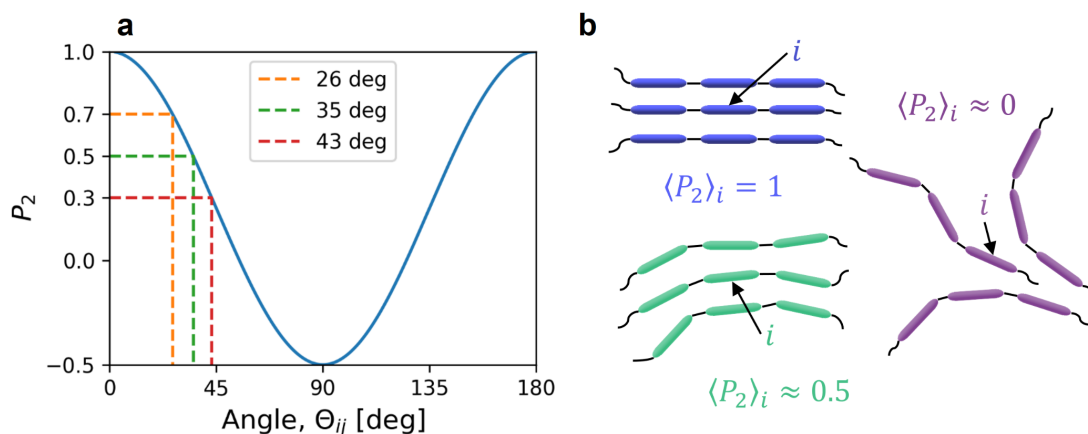 a
1.0
0.7
0.5
0.3
0.0
−0.5
P₂
26 deg
35 deg
43 deg
0
45
90
135
180
Angle, Θᵢⱼ [deg]
b
i
⟨P₂⟩ᵢ = 1
⟨P₂⟩ᵢ ≈ 0
i
i
⟨P₂⟩ᵢ ≈ 0.5